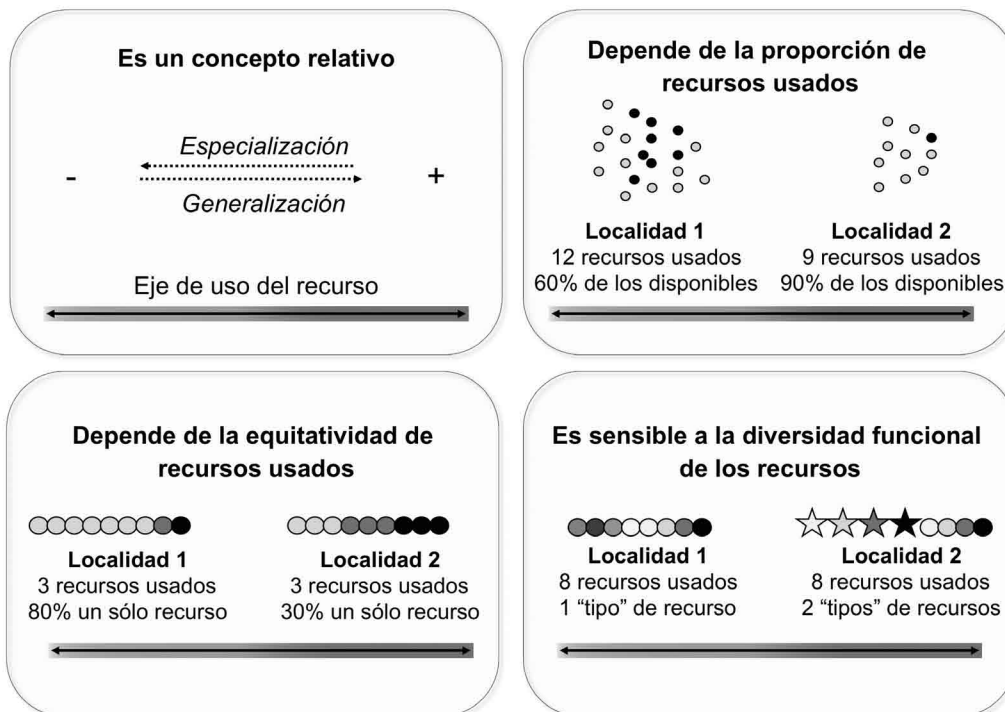 Es un concepto relativo
Especialización
- +
Generalización
Eje de uso del recurso
Depende de la proporción de
recursos usados
Localidad 1
12 recursos usados
60% de los disponibles
Localidad 2
9 recursos usados
90% de los disponibles
Depende de la equitatividad de
recursos usados
Localidad 1
3 recursos usados
80% un sólo recurso
Localidad 2
3 recursos usados
30% un sólo recurso
Es sensible a la diversidad funcional
de los recursos
Localidad 1
8 recursos usados
1 “tipo” de recurso
Localidad 2
8 recursos usados
2 “tipos” de recursos